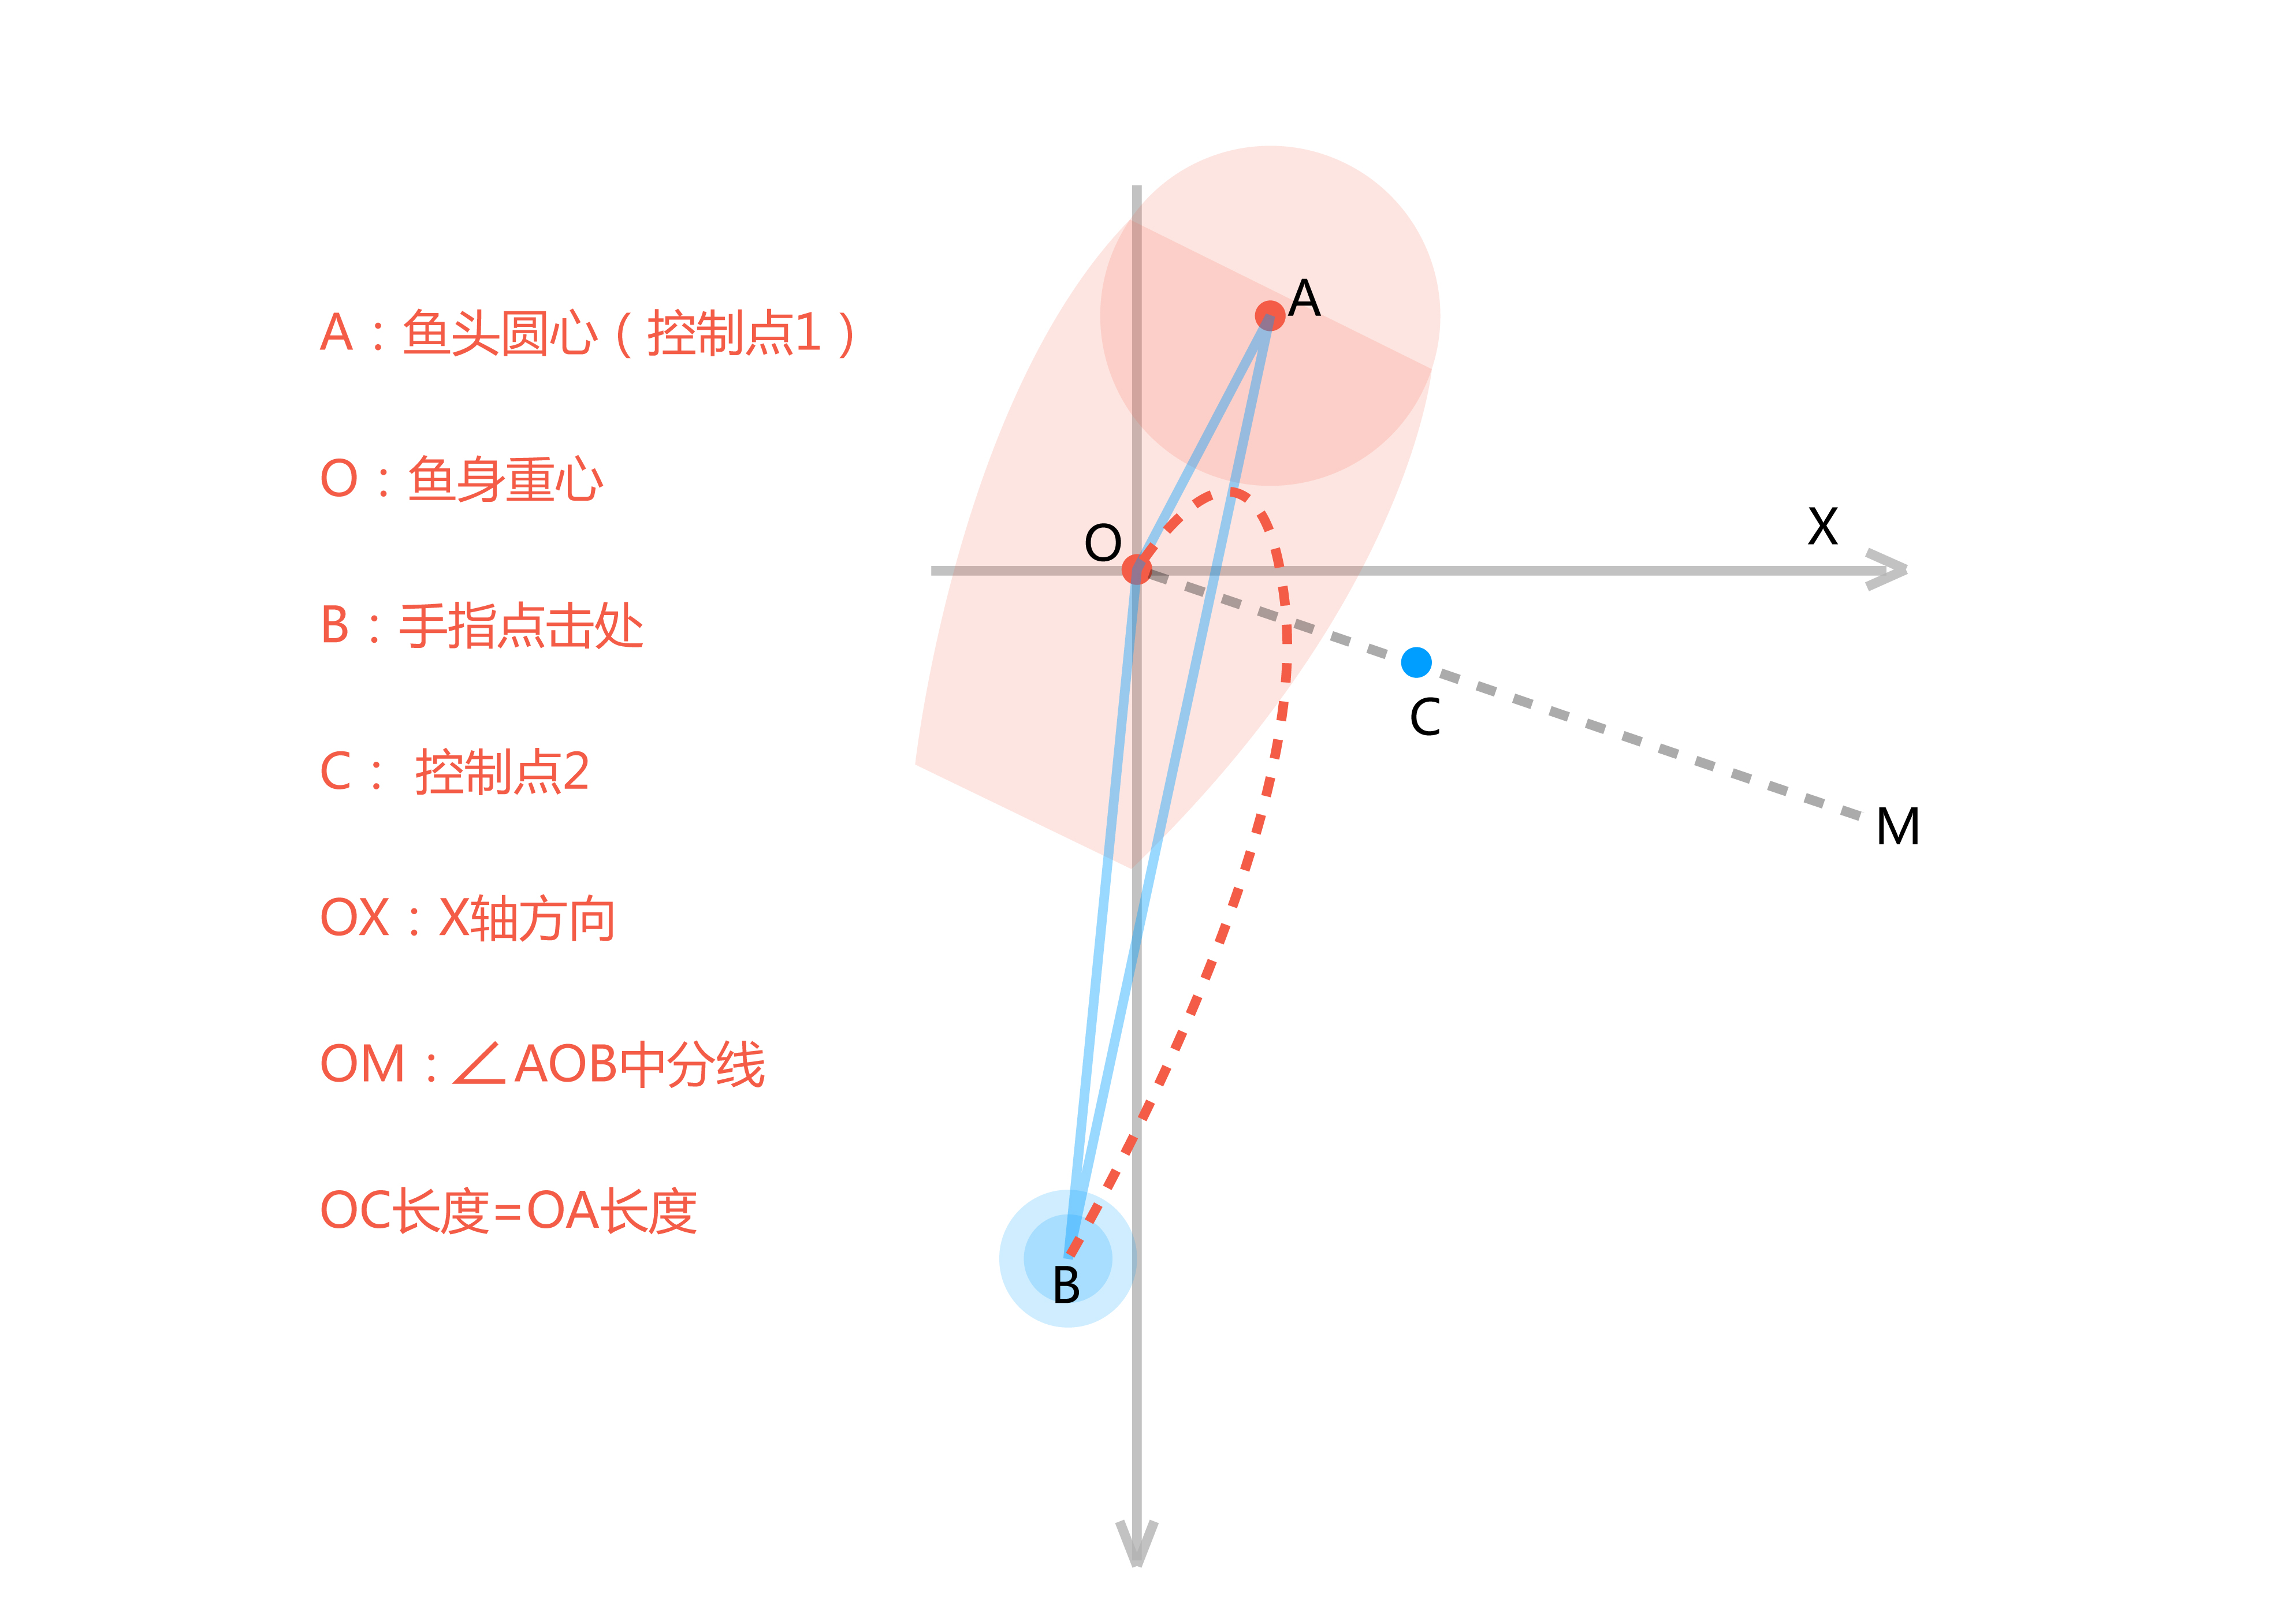 A：鱼头圆心（控制点1）
O：鱼身重心
B：手指点击处
C： 控制点2
OX：X轴方向
OM：∠AOB中分线
OC长度=OA长度
A
O
X
C
M
B